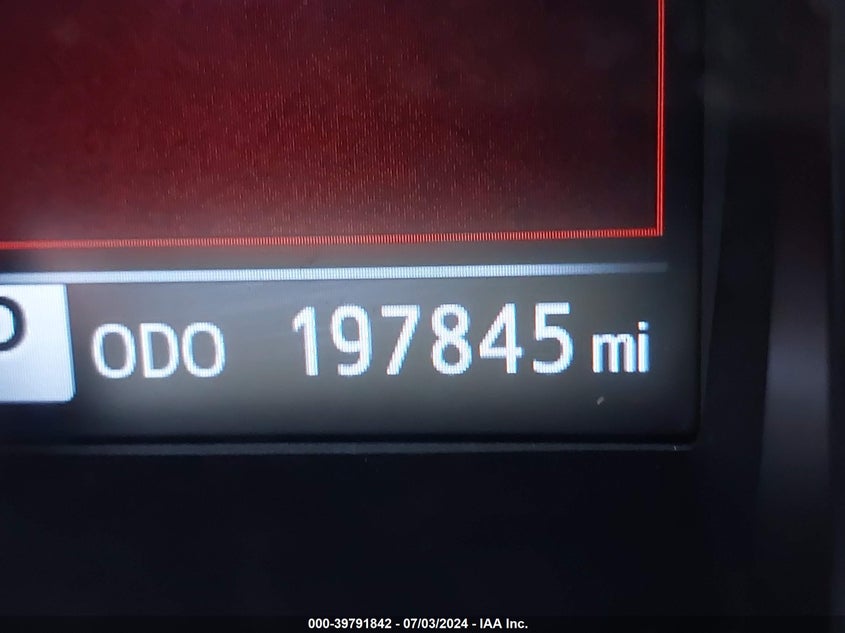 ODO 197845 mi
000-39791842 - 07/03/2024 - IAA Inc.